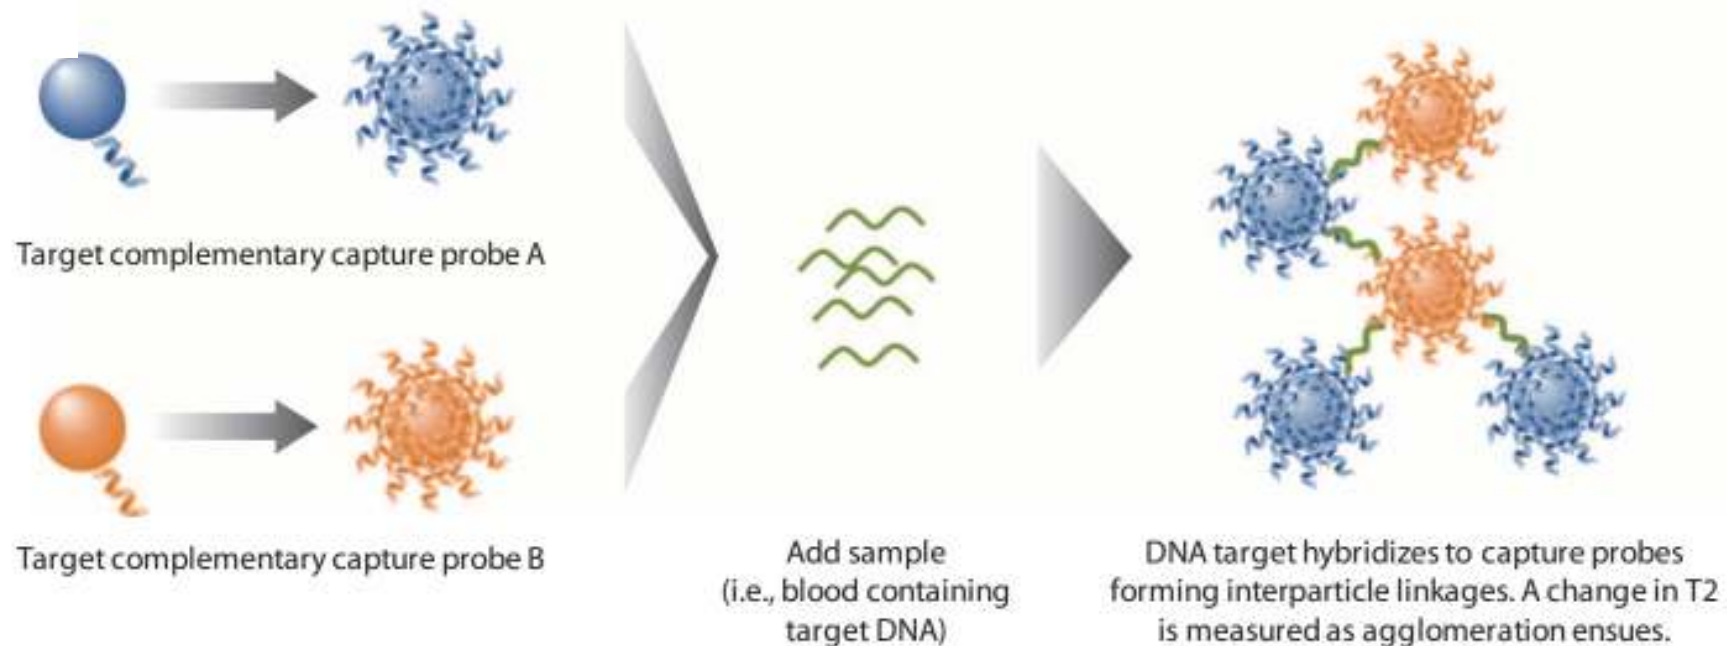 Target complementary capture probe A
Target complementary capture probe B
Add sample
(i.e., blood containing
target DNA)
DNA target hybridizes to capture probes
forming interparticle linkages. A change in T2
is measured as agglomeration ensues.